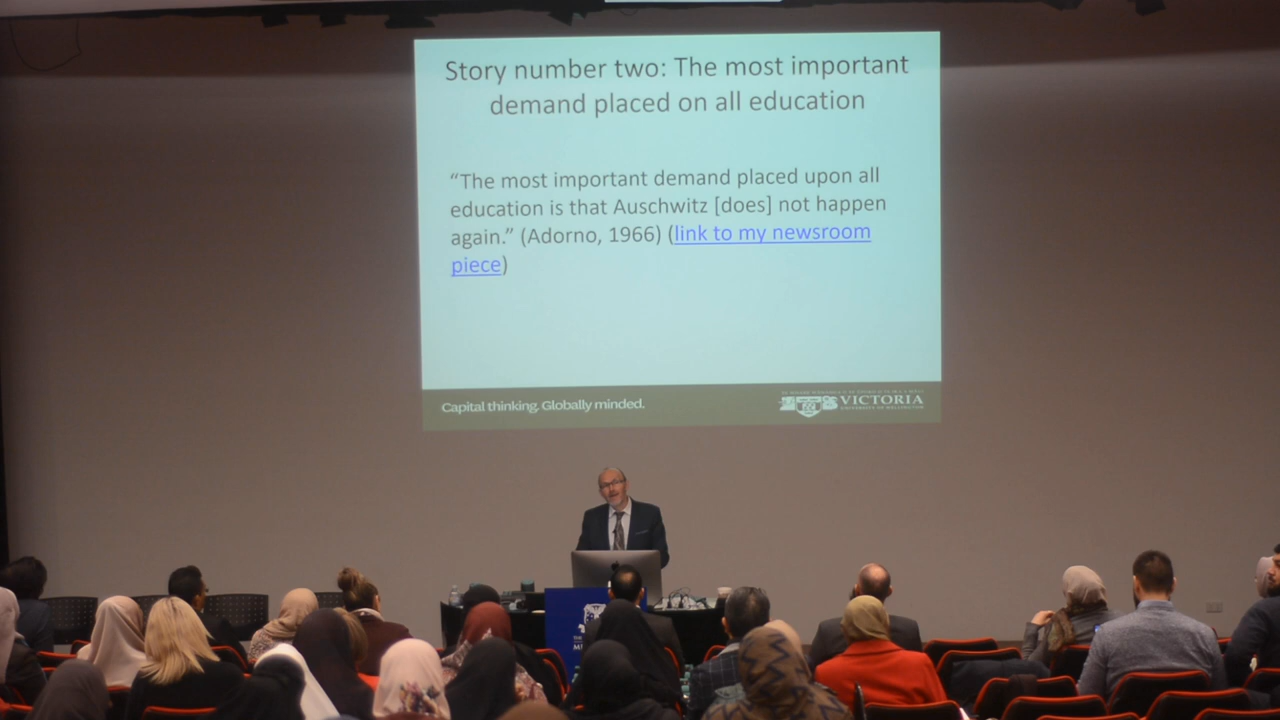 Story number two: The most important
demand placed on all education
“The most important demand placed upon all
education is that Auschwitz [does] not happen
again.” (Adorno, 1966) (link to my newsroom
piece)
Capital thinking. Globally minded.
VICTORIA
UNIVERSITY OF WELLINGTON